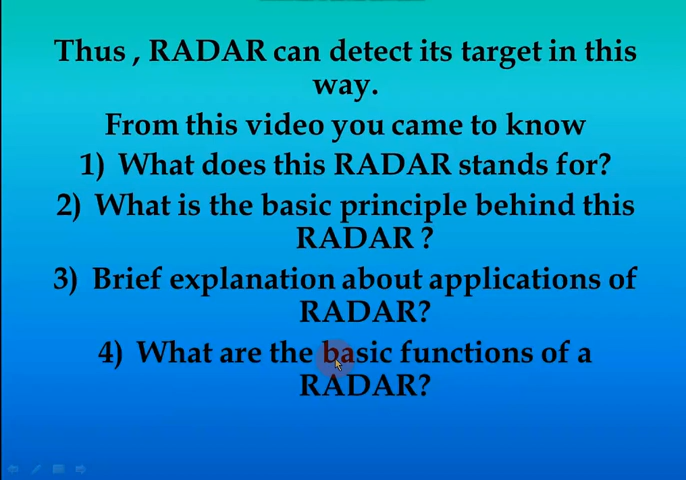 Thus , RADAR can detect its target in this
way.
From this video you came to know
1) What does this RADAR stands for?
2) What is the basic principle behind this
RADAR ?
3) Brief explanation about applications of
RADAR?
4) What are the basic functions of a
RADAR?